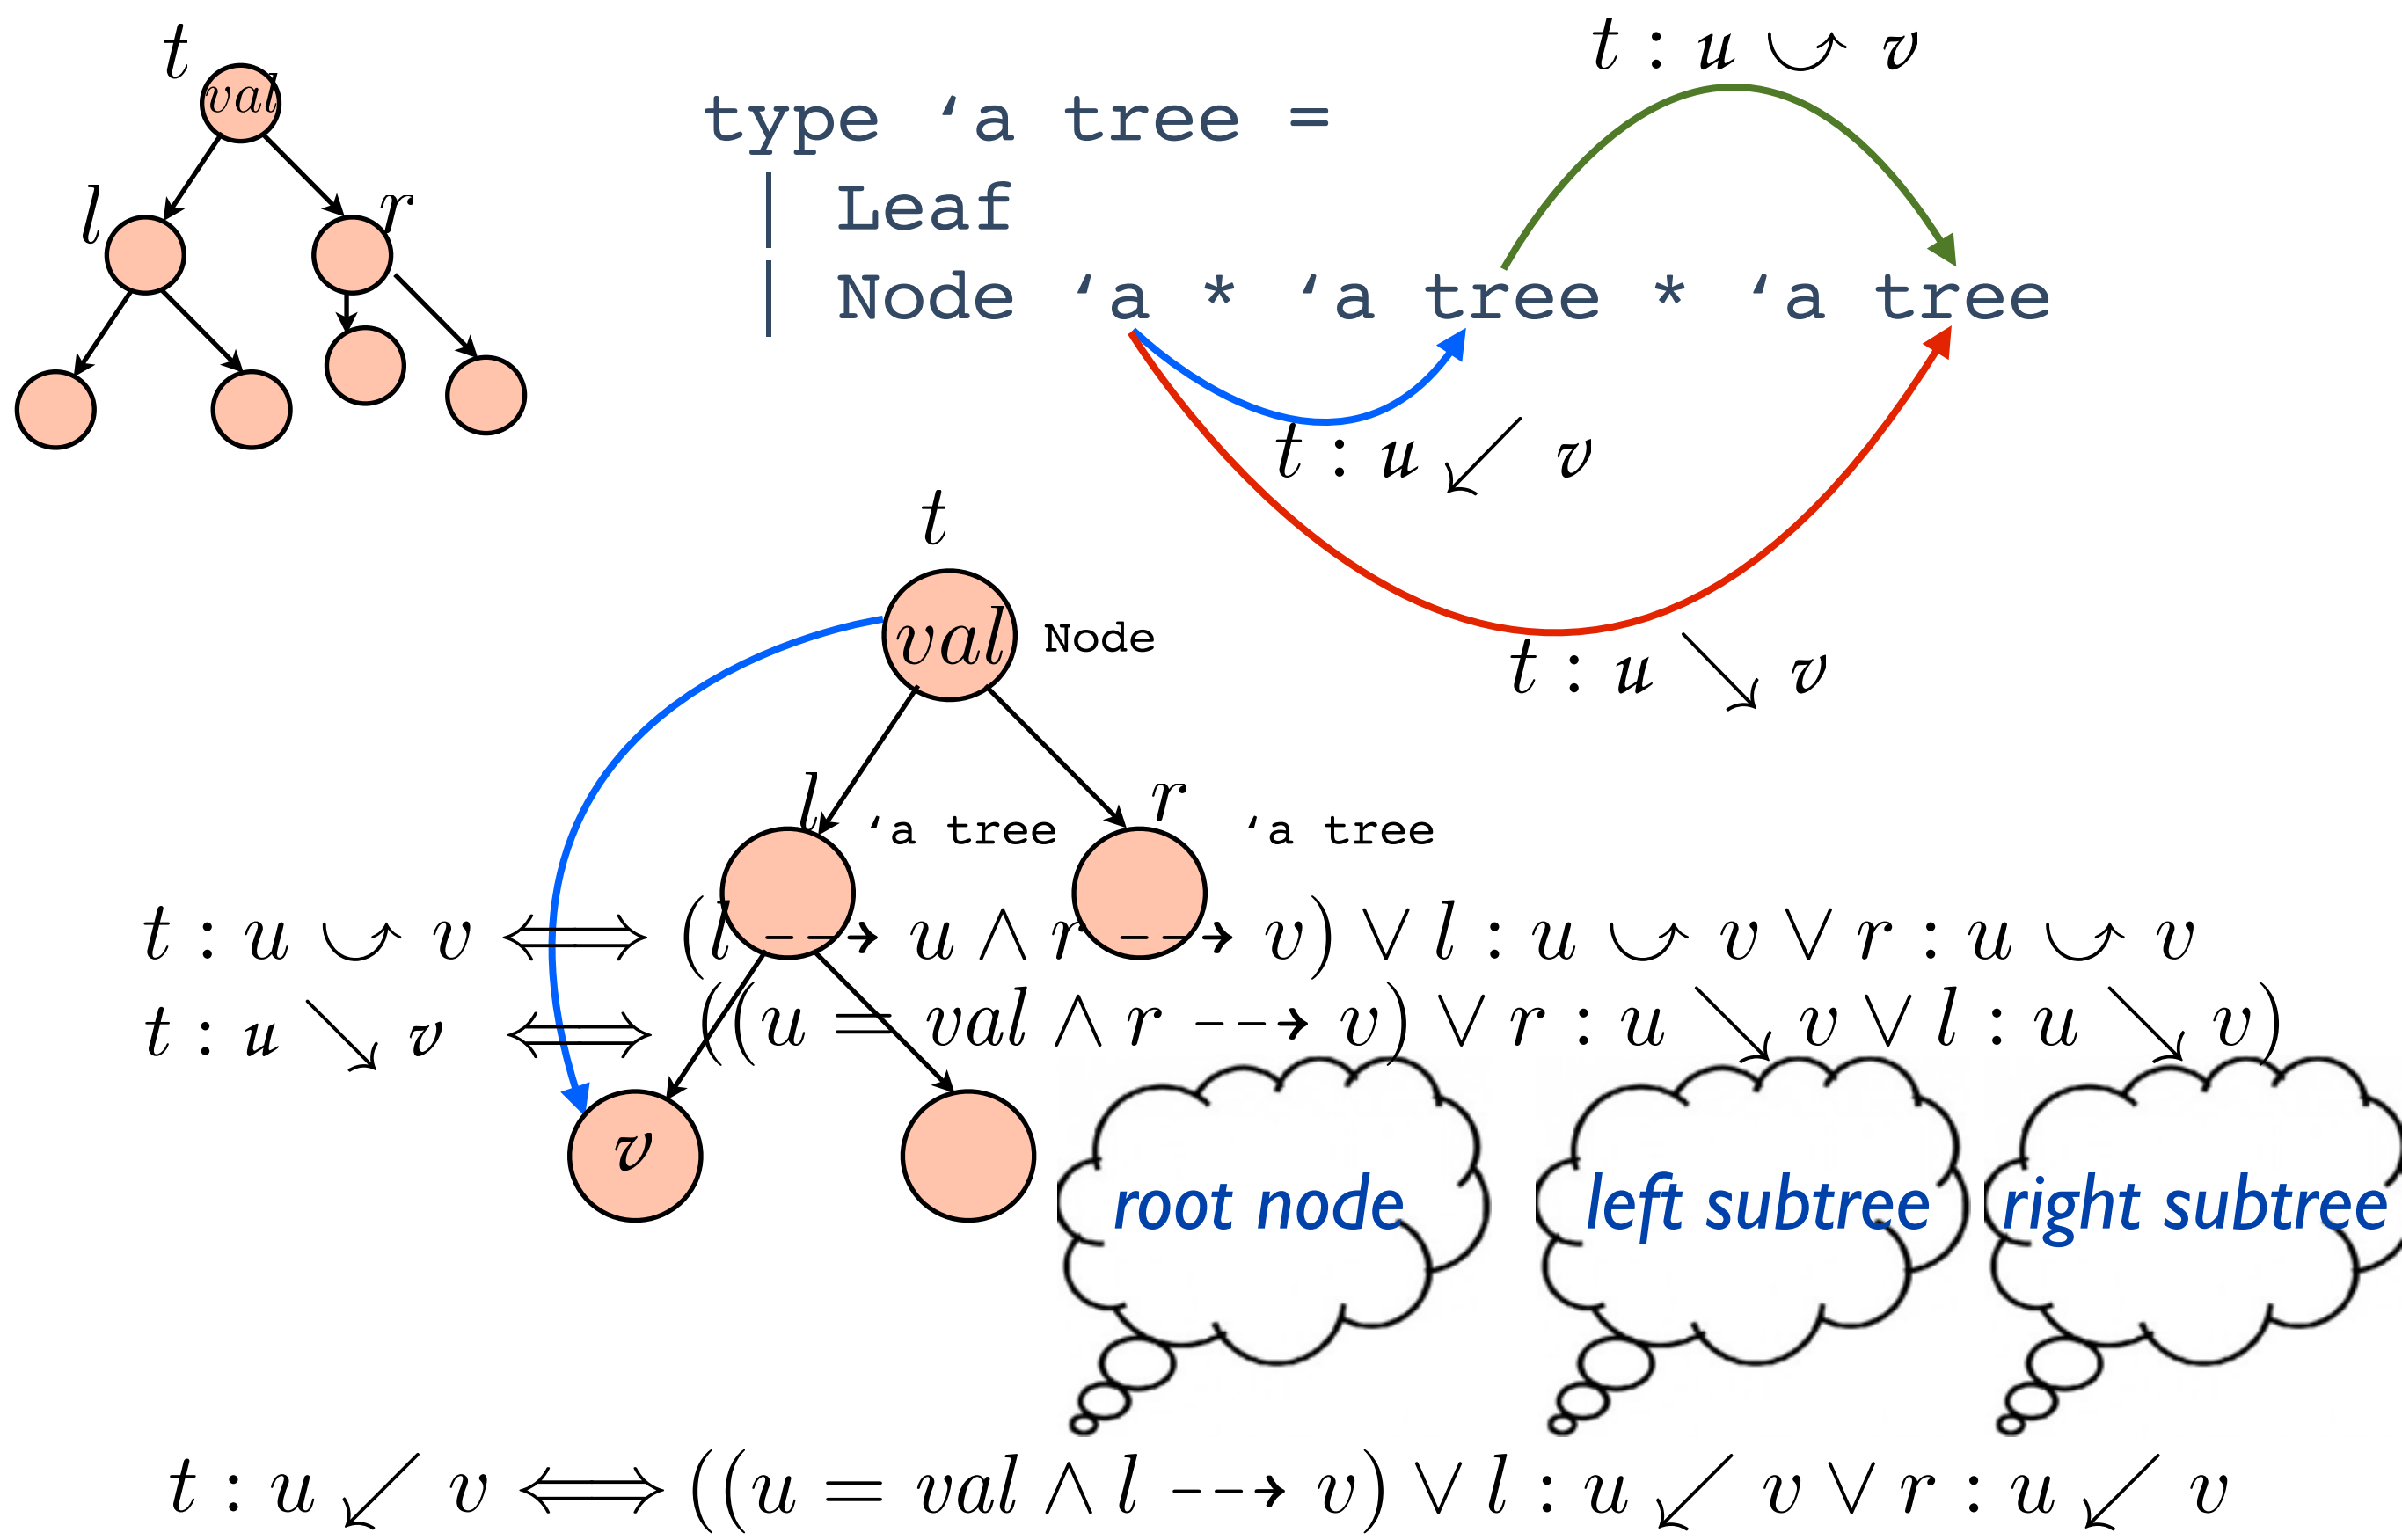 t
val
l
r
type ‘a tree =
| Leaf
| Node ‘a * ‘a tree * ‘a tree
t : u ⤻ v
t : u ↙ v
t : u ↘ v
t
val
Node
l
‘a tree
r
‘a tree
t : u ⤻ v ⟺ (l --→ u ∧ r --→ v) ∨ l : u ⤻ v ∨ r : u ⤻ v
t : u ↘ v ⟺ ((u = val ∧ r --→ v) ∨ r : u ↘ v ∨ l : u ↘ v)
v
root node
left subtree
right subtree
t : u ↙ v ⟺ ((u = val ∧ l --→ v) ∨ l : u ↙ v ∨ r : u ↙ v